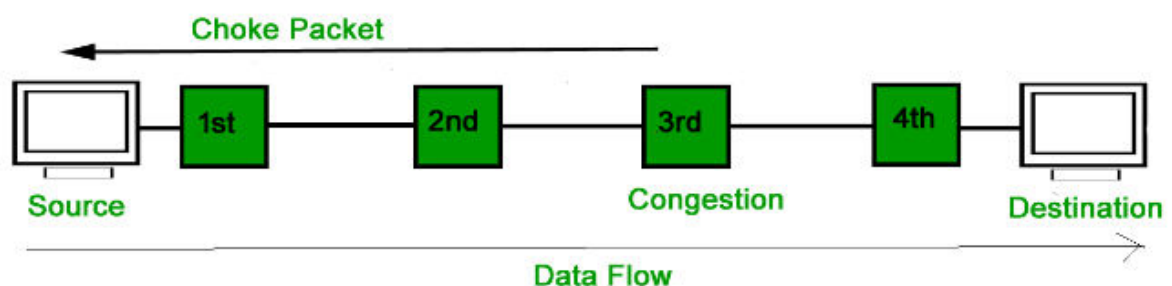 Choke Packet
1st
2nd
3rd
4th
Source
Congestion
Destination
Data Flow